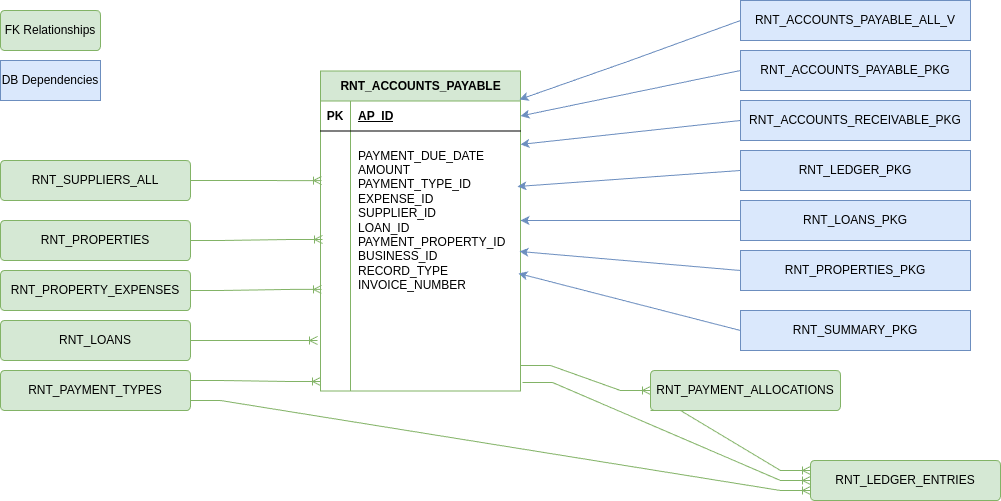 FK Relationships
DB Dependencies
RNT_ACCOUNTS_PAYABLE
PK AP_ID
PAYMENT_DUE_DATE
AMOUNT
PAYMENT_TYPE_ID
EXPENSE_ID
SUPPLIER_ID
LOAN_ID
PAYMENT_PROPERTY_ID
BUSINESS_ID
RECORD_TYPE
INVOICE_NUMBER
RNT_SUPPLIERS_ALL
RNT_PROPERTIES
RNT_PROPERTY_EXPENSES
RNT_LOANS
RNT_PAYMENT_TYPES
RNT_ACCOUNTS_PAYABLE_ALL_V
RNT_ACCOUNTS_PAYABLE_PKG
RNT_ACCOUNTS_RECEIVABLE_PKG
RNT_LEDGER_PKG
RNT_LOANS_PKG
RNT_PROPERTIES_PKG
RNT_SUMMARY_PKG
RNT_PAYMENT_ALLOCATIONS
RNT_LEDGER_ENTRIES